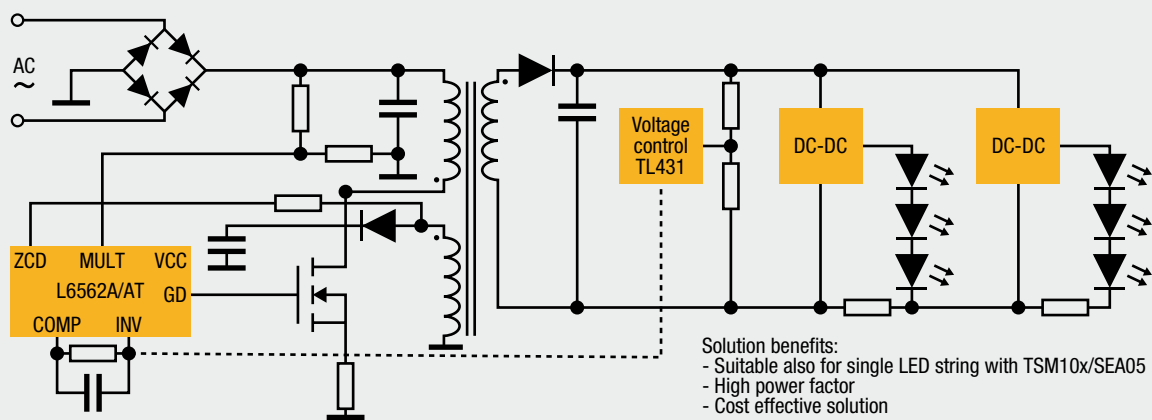 AC
~
Voltage
control
TL431
DC-DC
DC-DC
ZCD MULT VCC
L6562A/AT
GD
COMP INV
Solution benefits:
- Suitable also for single LED string with TSM10x/SEA05
- High power factor
- Cost effective solution